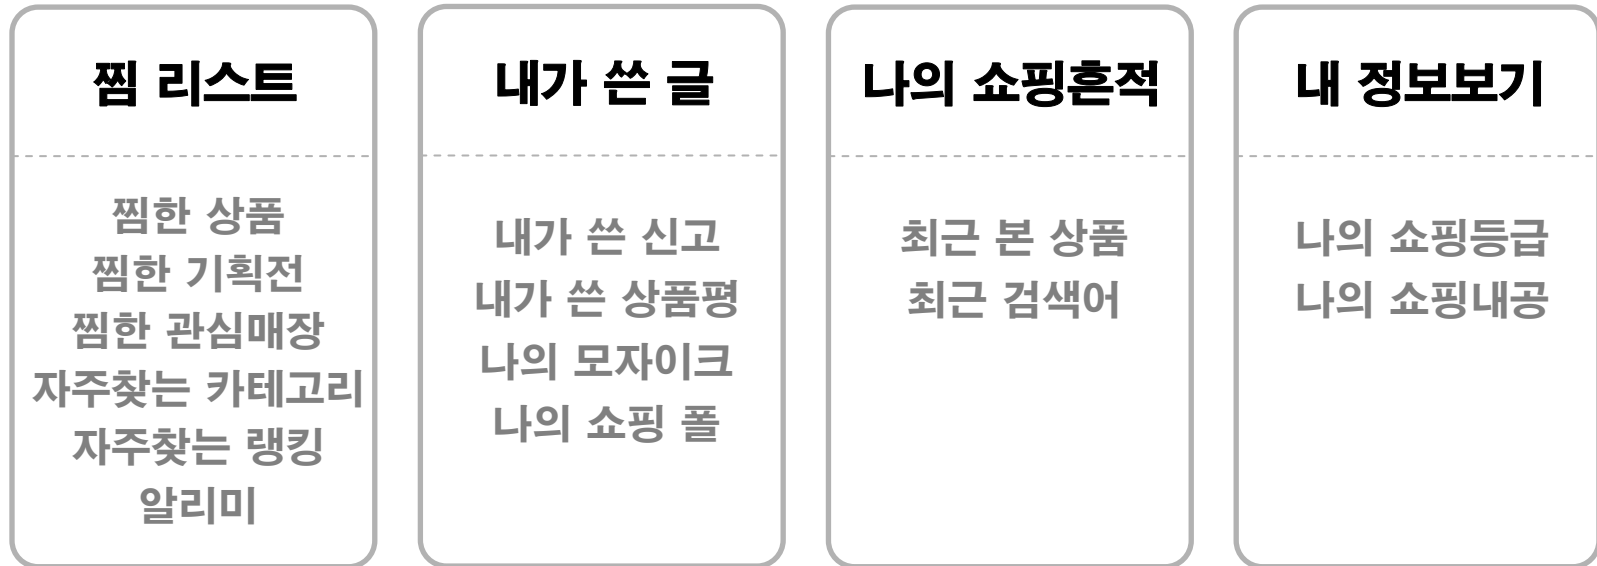 찜 리스트
찜한 상품
찜한 기획전
찜한 관심매장
자주찾는 카테고리
자주찾는 랭킹
알리미
내가 쓴 글
내가 쓴 신고
내가 쓴 상품평
나의 모자이크
나의 쇼핑 폴
나의 쇼핑흔적
최근 본 상품
최근 검색어
내 정보보기
나의 쇼핑등급
나의 쇼핑내공